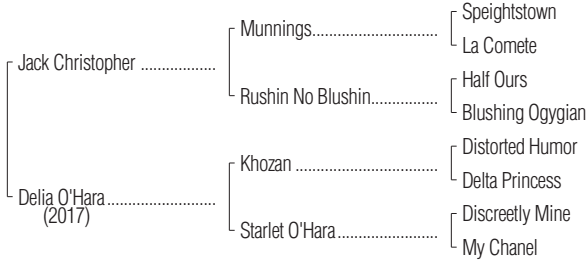 Speightstown
Munnings
La Comete
Jack Christopher
Half Ours
Rushin No Blushin
Blushing Ogygian
Distorted Humor
Khozan
Delta Princess
Delia O'Hara
(2017)
Discreetly Mine
Starlet O'Hara
My Chanel